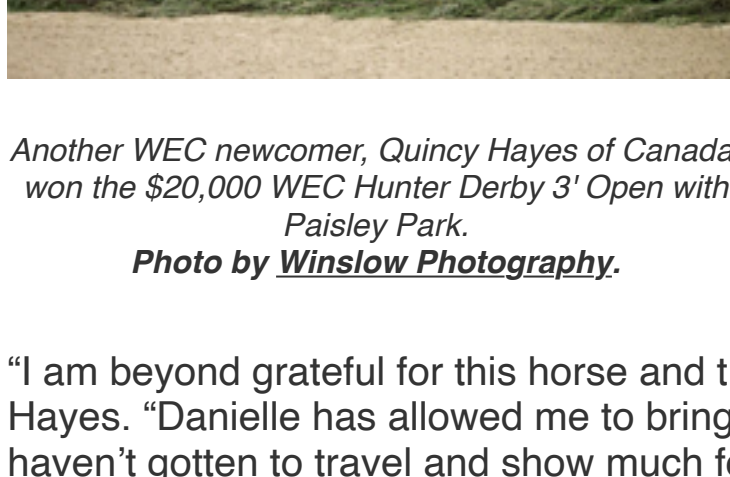 Another WEC newcomer, Quincy Hayes of Canada
won the $20,000 WEC Hunter Derby 3' Open with
Paisley Park.
Photo by Winslow Photography.
“I am beyond grateful for this horse and t
Hayes. “Danielle has allowed me to bring
haven’t gotten to travel and show much fo